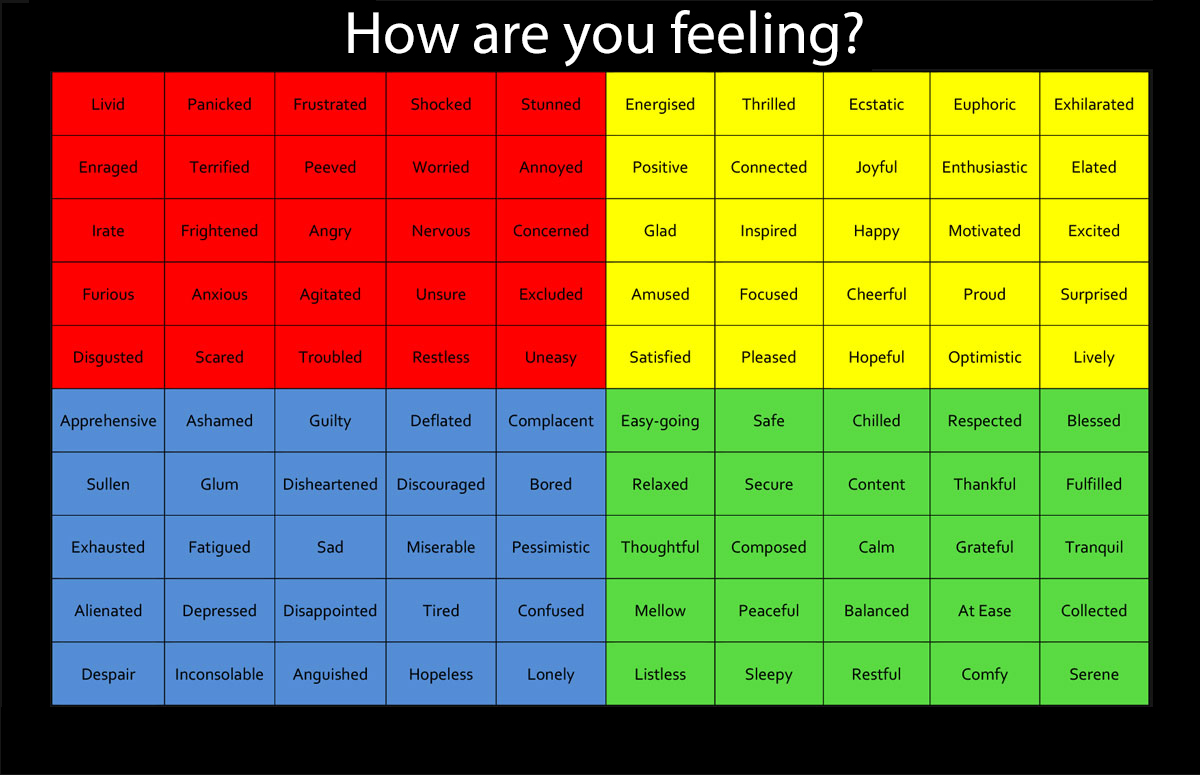 How are you feeling?
Livid Panicked Frustrated Shocked Stunned Energised Thrilled Ecstatic Euphoric Exhilarated
Enraged Terrified Peeved Worried Annoyed Positive Connected Joyful Enthusiastic Elated
Irate Frightened Angry Nervous Concerned Glad Inspired Happy Motivated Excited
Furious Anxious Agitated Unsure Excluded Amused Focused Cheerful Proud Surprised
Disgusted Scared Troubled Restless Uneasy Satisfied Pleased Hopeful Optimistic Lively
Apprehensive Ashamed Guilty Deflated Complacent Easy-going Safe Chilled Respected Blessed
Sullen Glum Disheartened Discouraged Bored Relaxed Secure Content Thankful Fulfilled
Exhausted Fatigued Sad Miserable Pessimistic Thoughtful Composed Calm Grateful Tranquil
Alienated Depressed Disappointed Tired Confused Mellow Peaceful Balanced At Ease Collected
Despair Inconsolable Anguished Hopeless Lonely Listless Sleepy Restful Comfy Serene